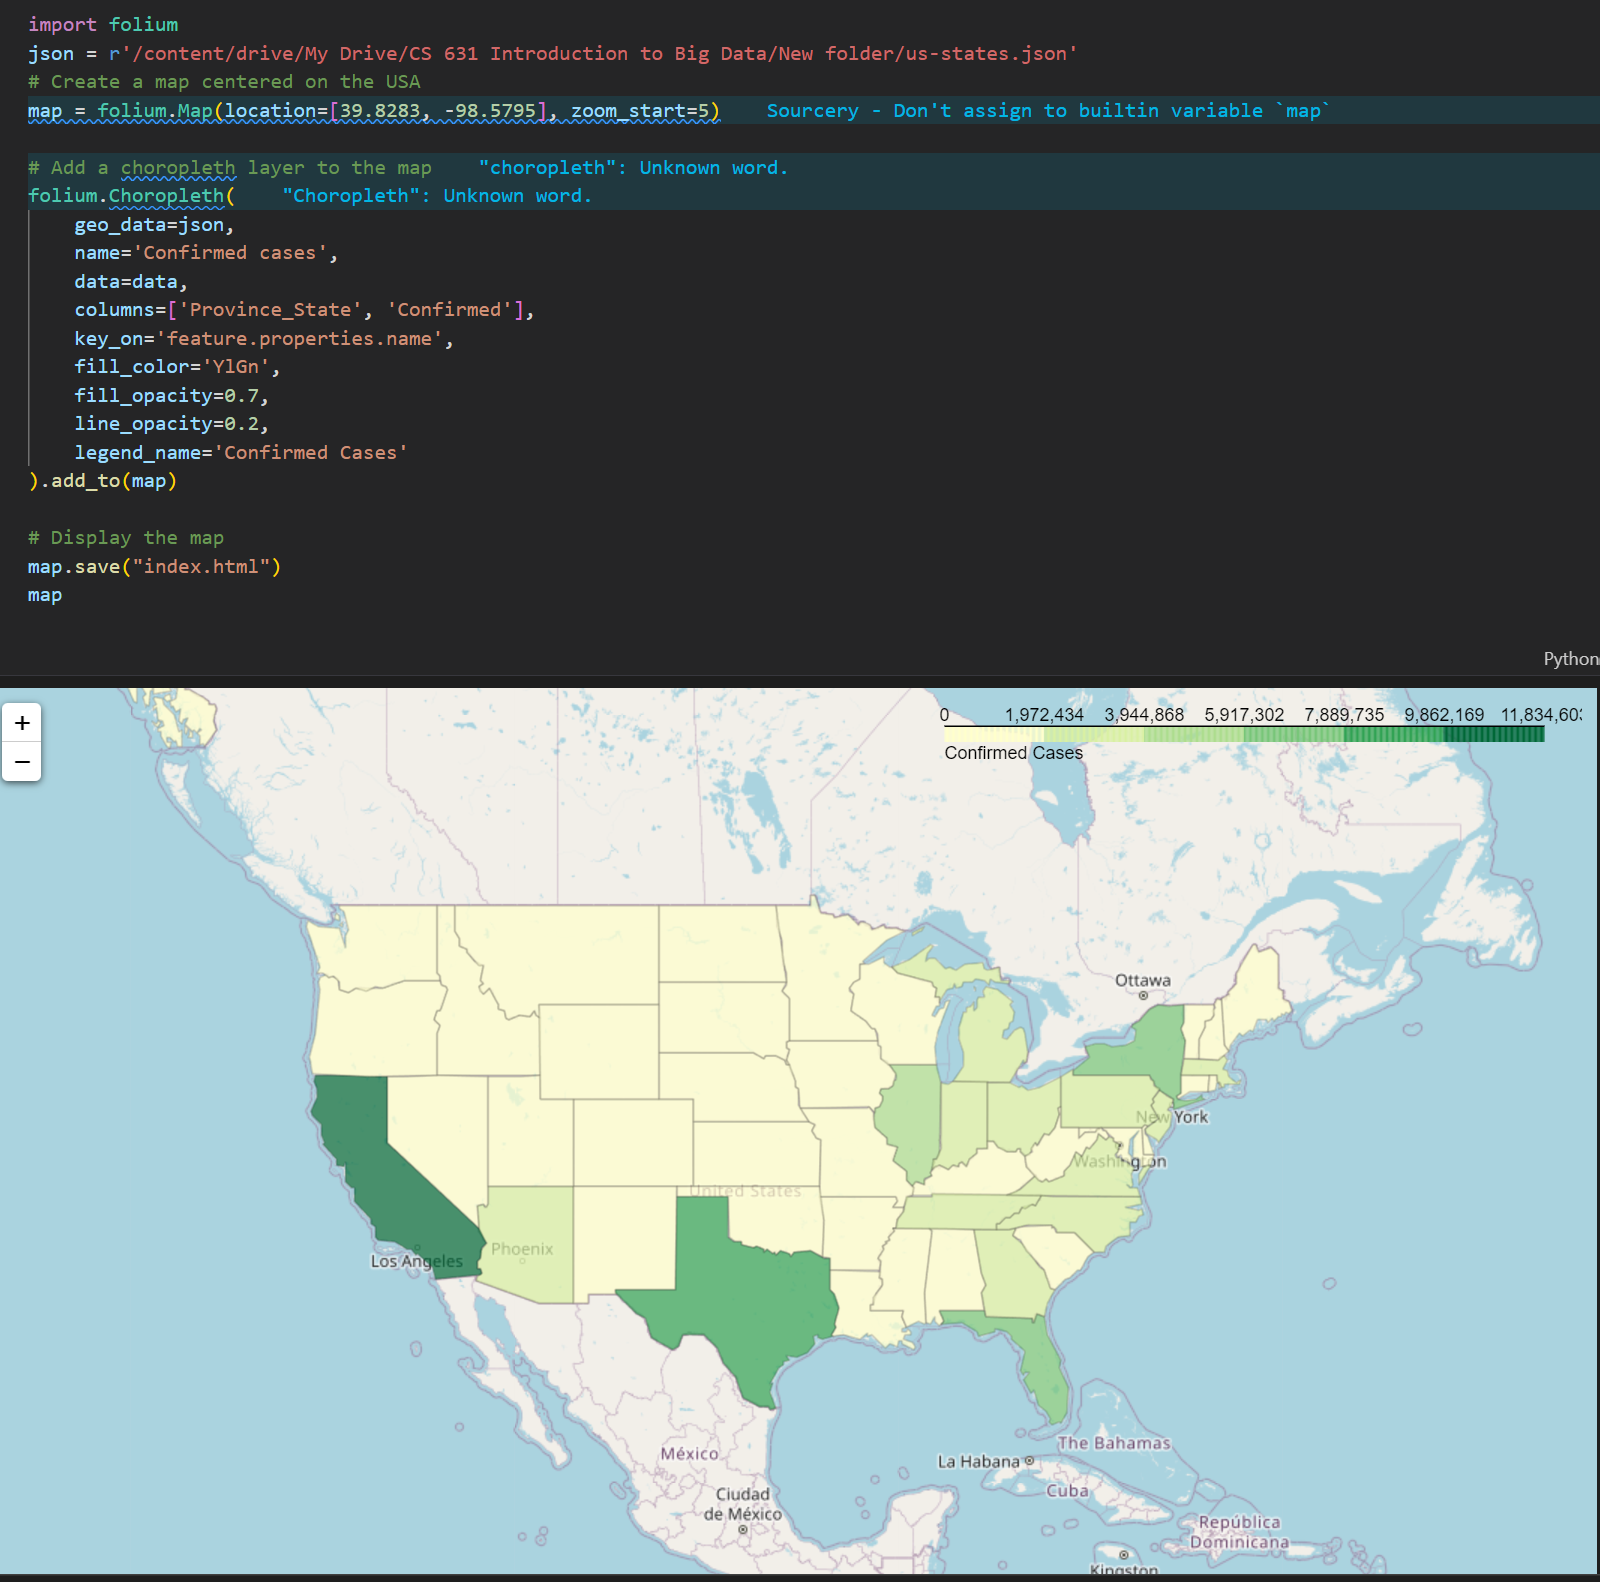 import folium
json = r'/content/drive/My Drive/CS 631 Introduction to Big Data/New folder/us-states.json'
# Create a map centered on the USA
map = folium.Map(location=[39.8283, -98.5795], zoom_start=5)    Sourcery - Don't assign to builtin variable `map`
# Add a choropleth layer to the map    "choropleth": Unknown word.
folium.Choropleth(    "Choropleth": Unknown word.
    geo_data=json,
    name='Confirmed cases',
    data=data,
    columns=['Province_State', 'Confirmed'],
    key_on='feature.properties.name',
    fill_color='YlGn',
    fill_opacity=0.7,
    line_opacity=0.2,
    legend_name='Confirmed Cases'
).add_to(map)
# Display the map
map.save("index.html")
map
Python
+
−
0 1,972,434 3,944,868 5,917,302 7,889,735 9,862,169 11,834,603
Confirmed Cases
Ottawa
New York
Washington
United States
Phoenix
Los Angeles
The Bahamas
México
La Habana
Cuba
Ciudad
de México
República
Dominicana
Kingston